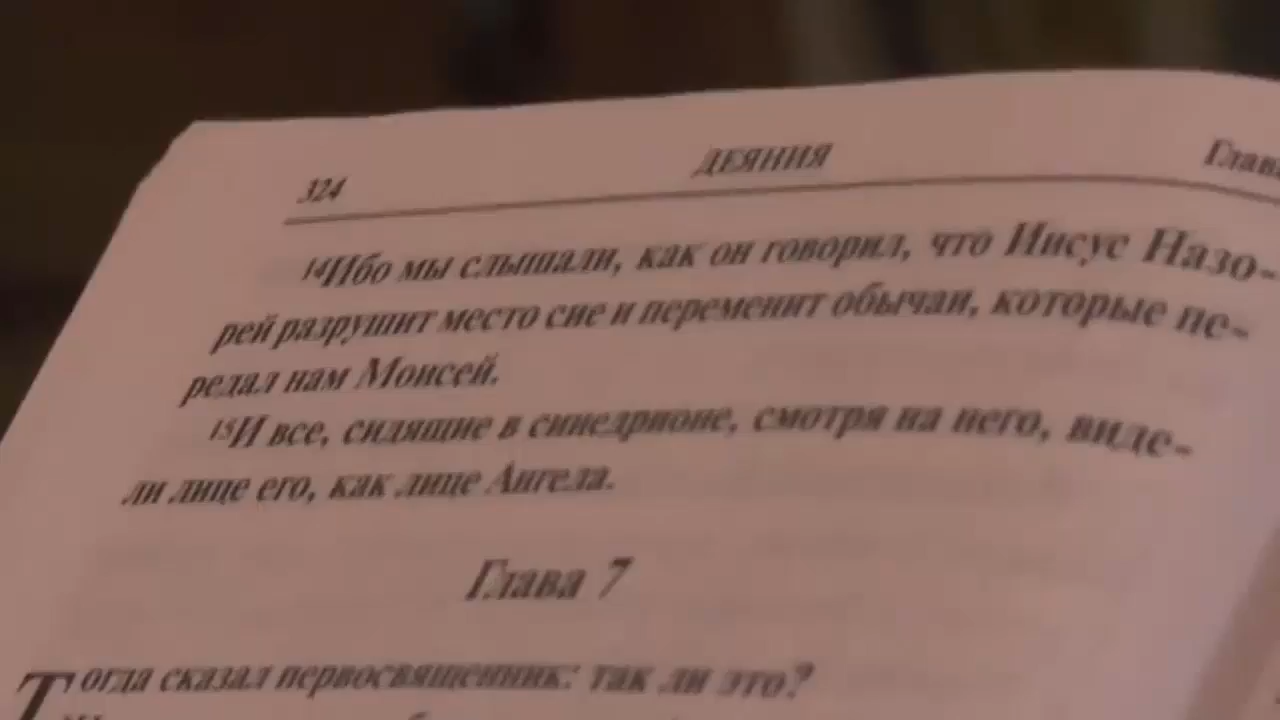 324 ДЕЯНИЯ Глава
14Ибо мы слышали, как он говорил, что Иисус Назо-
рей разрушит место сие и переменит обычаи, которые пе-
редал нам Моисей.
15И все, сидящие в синедрионе, смотря на него, виде-
ли лице его, как лице Ангела.
Глава 7
Тогда сказал первосвященник: так ли это?